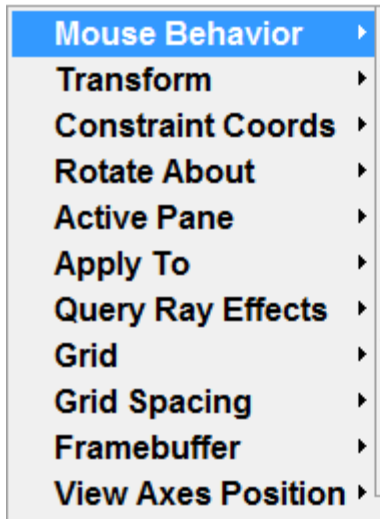 Mouse Behavior
Transform
Constraint Coords
Rotate About
Active Pane
Apply To
Query Ray Effects
Grid
Grid Spacing
Framebuffer
View Axes Position